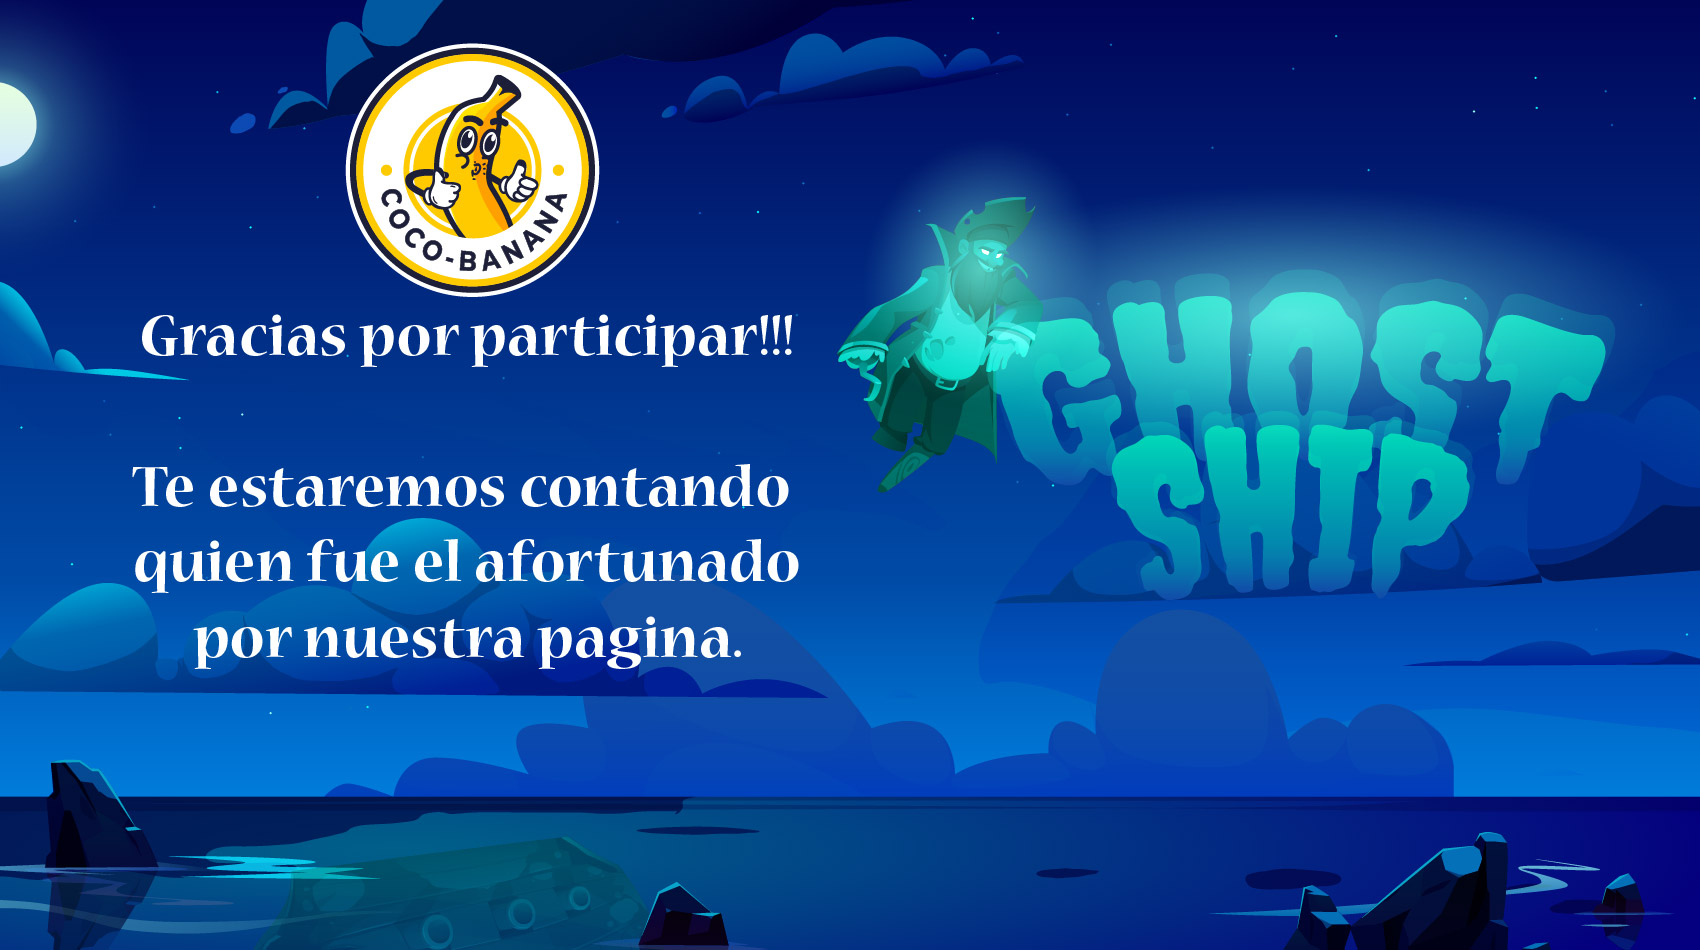 COCO-BANANA
Gracias por participar!!!
Te estaremos contando
quien fue el afortunado
por nuestra pagina.
GHOST
SHIP